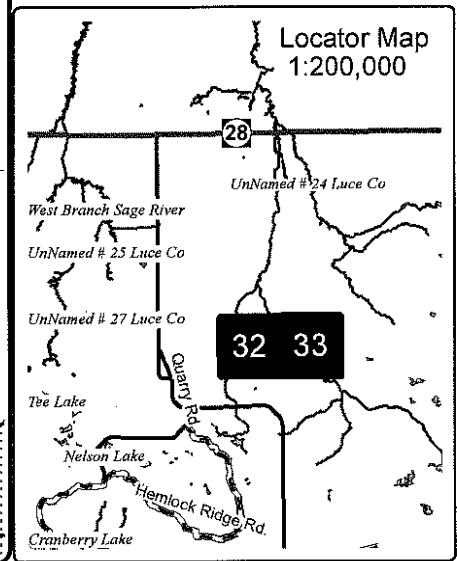 Locator Map
1:200,000
28
UnNamed # 24 Luce Co
West Branch Sage River
UnNamed # 25 Luce Co
UnNamed # 27 Luce Co
32 33
Quarry Rd.
Tee Lake
Nelson Lake
Hemlock Ridge Rd.
Cranberry Lake